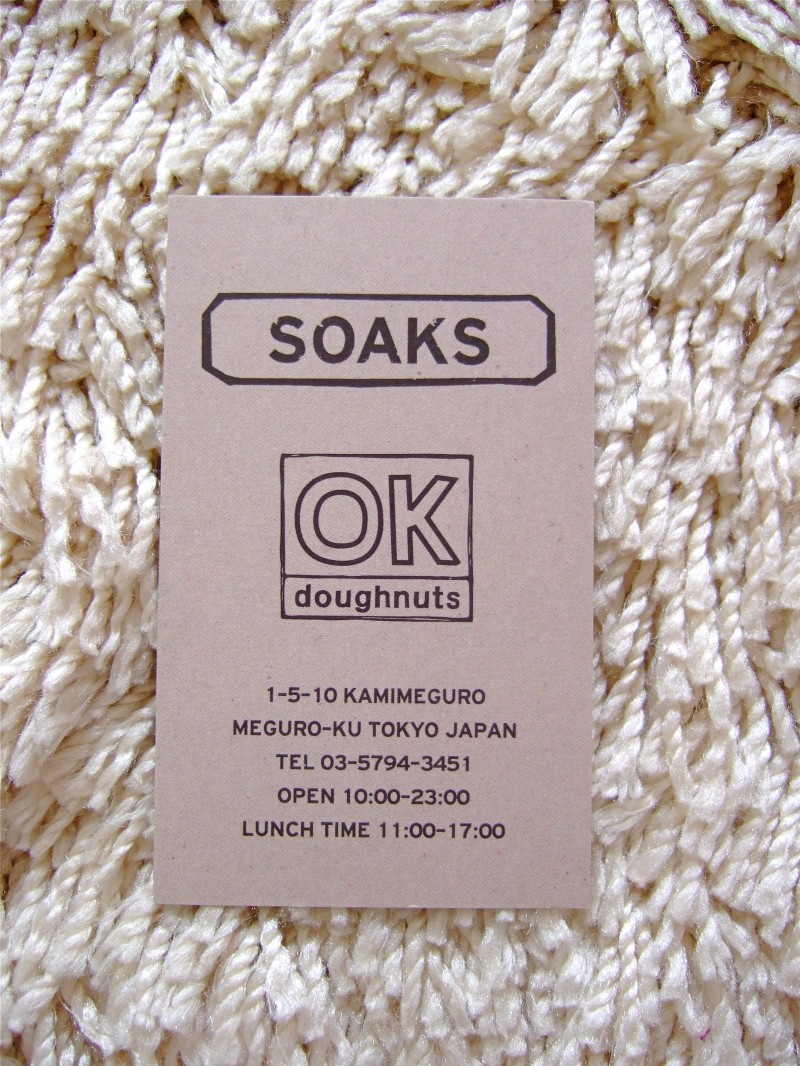 SOAKS
OK
doughnuts
1-5-10 KAMIMEGURO
MEGURO-KU TOKYO JAPAN
TEL 03-5794-3451
OPEN 10:00-23:00
LUNCH TIME 11:00-17:00